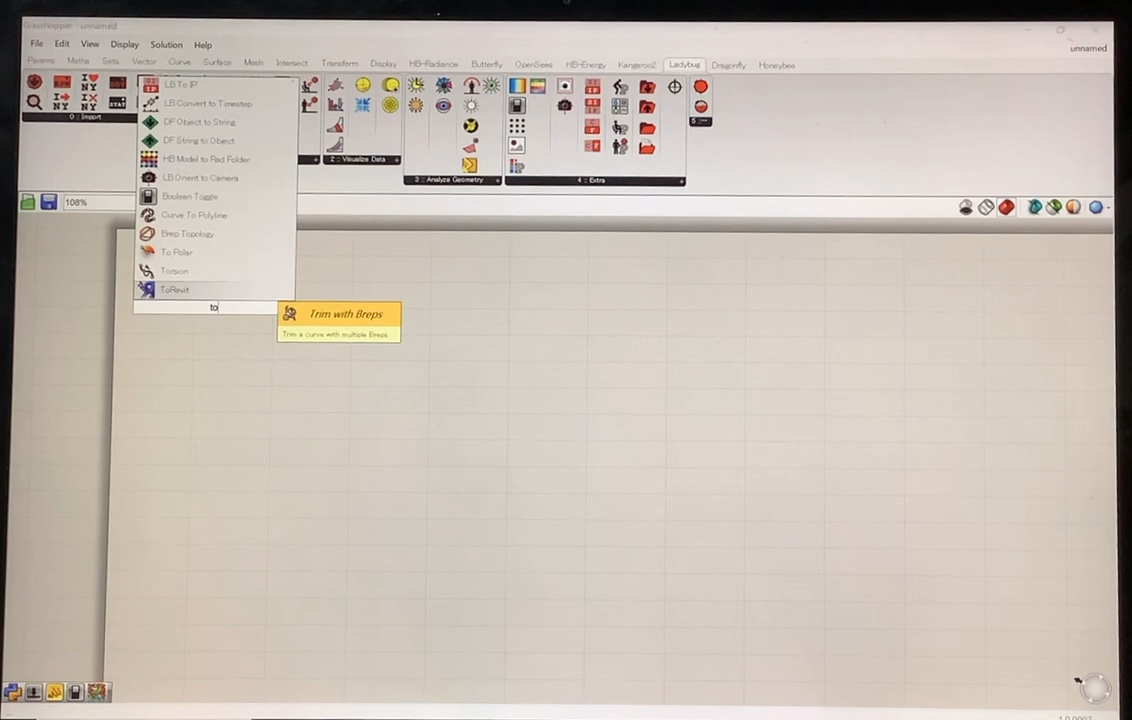 Grasshopper - unnamed
File Edit View Display Solution Help
unnamed
Params Maths Sets Vector Curve Surface Mesh Intersect Transform Display HB-Radiance Butterfly OpenSees HB-Energy Kangaroo2 Ladybug Dragonfly Honeybee
0 :: Import
2 :: Visualize Data
3 :: Analyze Geometry
4 :: Extra
108%
LB To IP
LB Convert to Timestep
DF Object to String
DF String to Object
HB Model to Rad Folder
LB Orient to Camera
Boolean Toggle
Curve To Polyline
Brep Topology
To Polar
Torsion
ToRevit
to
Trim with Breps
Trim a curve with multiple Breps